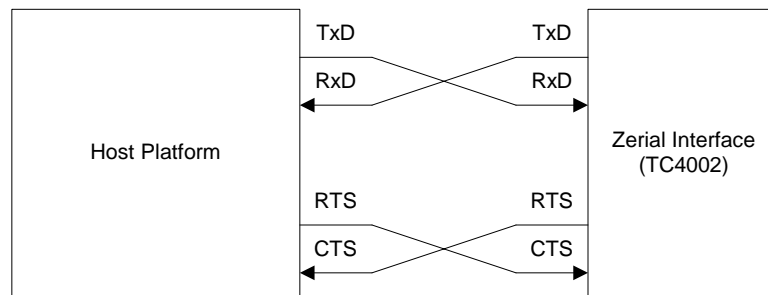 TxD TxD
RxD RxD
Host Platform
Zerial Interface
(TC4002)
RTS RTS
CTS CTS